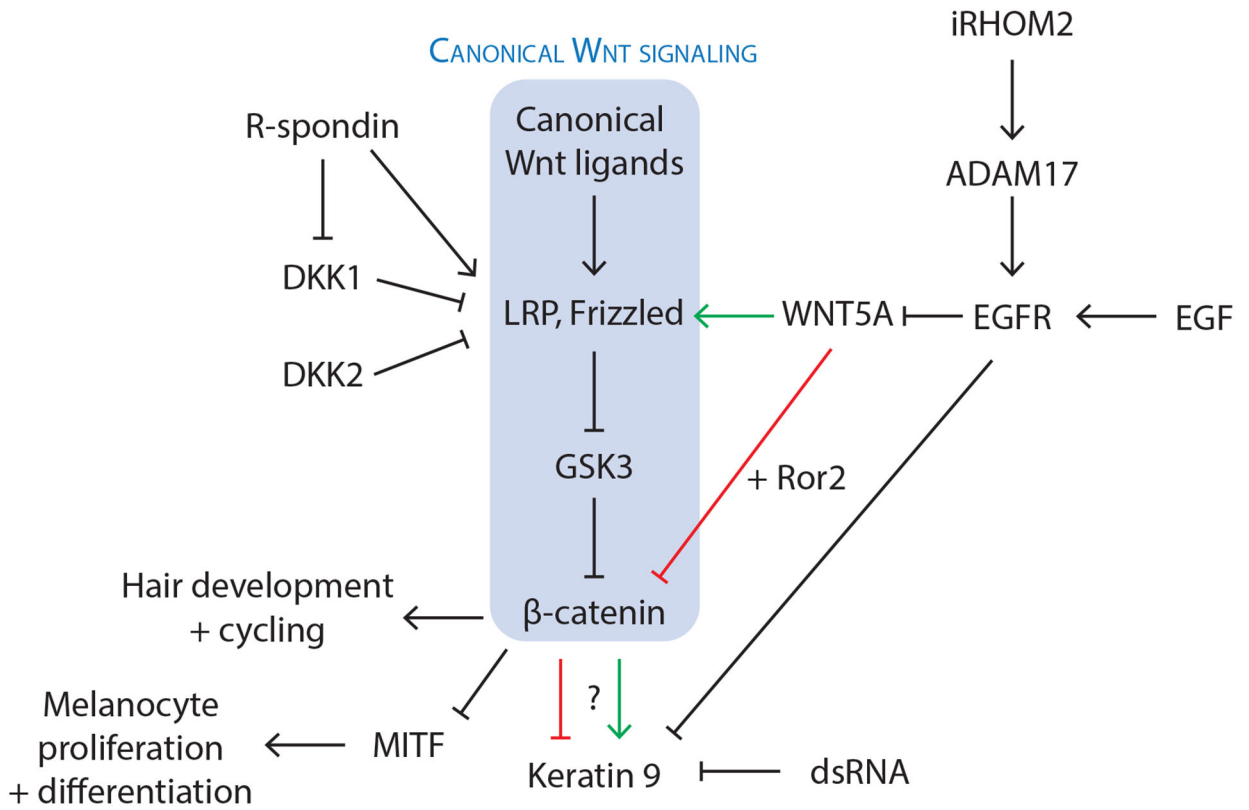 iRHOM2
CANONICAL WNT SIGNALING
R-spondin
Canonical
Wnt ligands
ADAM17
DKK1
LRP, Frizzled
WNT5A
EGFR
EGF
DKK2
GSK3
+ Ror2
Hair development
+ cycling
β-catenin
?
Melanocyte
proliferation
+ differentiation
MITF
Keratin 9
dsRNA